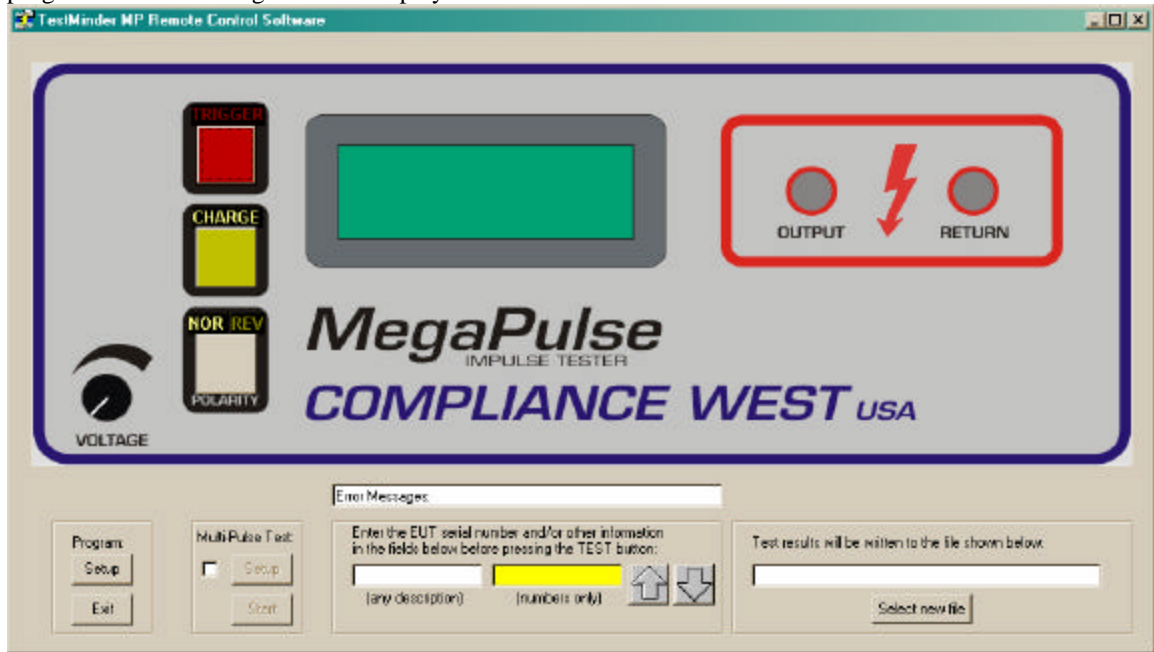 TestMinder MP Remote Control Software
TRIGGER
CHARGE
NOR REV
POLARITY
VOLTAGE
OUTPUT
RETURN
MegaPulse
IMPULSE TESTER
COMPLIANCE WEST USA
Error Messages:
Program:
Setup
Exit
Multi-Pulse Test:
Setup
Start
Enter the EUT serial number and/or other information
in the fields below before pressing the TEST button:
(any description)
(numbers only)
Test results will be written to the file shown below:
Select new file